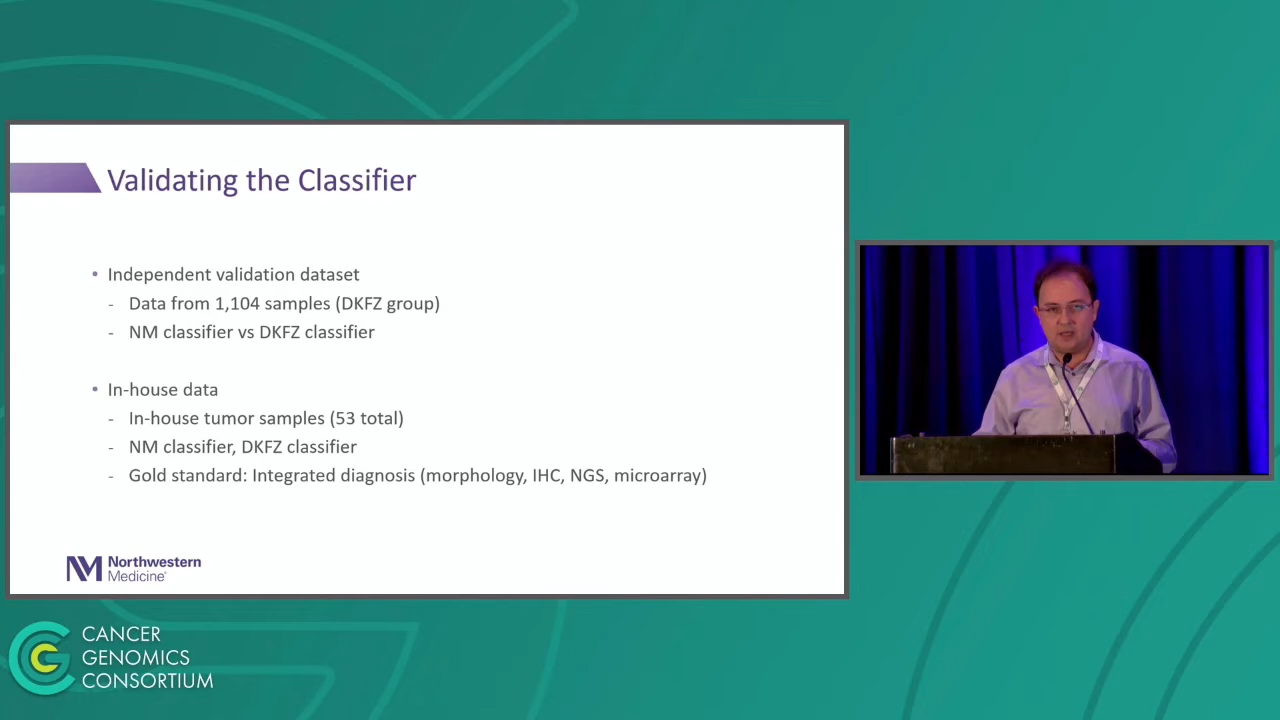 Validating the Classifier
• Independent validation dataset
- Data from 1,104 samples (DKFZ group)
- NM classifier vs DKFZ classifier
• In-house data
- In-house tumor samples (53 total)
- NM classifier, DKFZ classifier
- Gold standard: Integrated diagnosis (morphology, IHC, NGS, microarray)
NM Northwestern
Medicine
CANCER
GENOMICS
CONSORTIUM